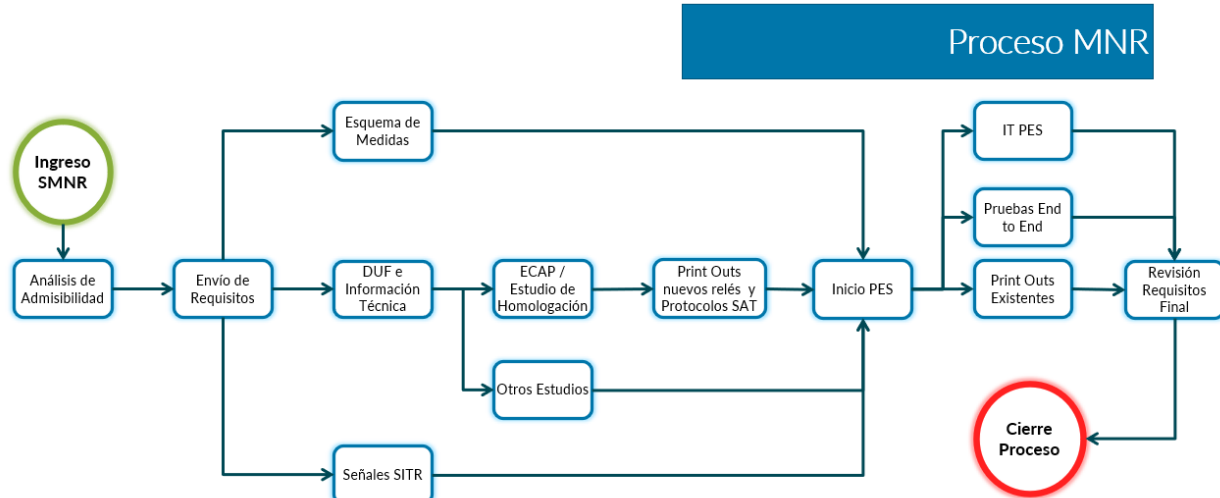 Proceso MNR
Ingreso
SMNR
Análisis de
Admisibilidad
Envío de
Requisitos
Esquema de
Medidas
DUF e
Información
Técnica
ECAP /
Estudio de
Homologación
Print Outs
nuevos relés y
Protocolos SAT
Otros Estudios
Señales SITR
Inicio PES
IT PES
Pruebas End
to End
Print Outs
Existentes
Revisión
Requisitos
Final
Cierre
Proceso